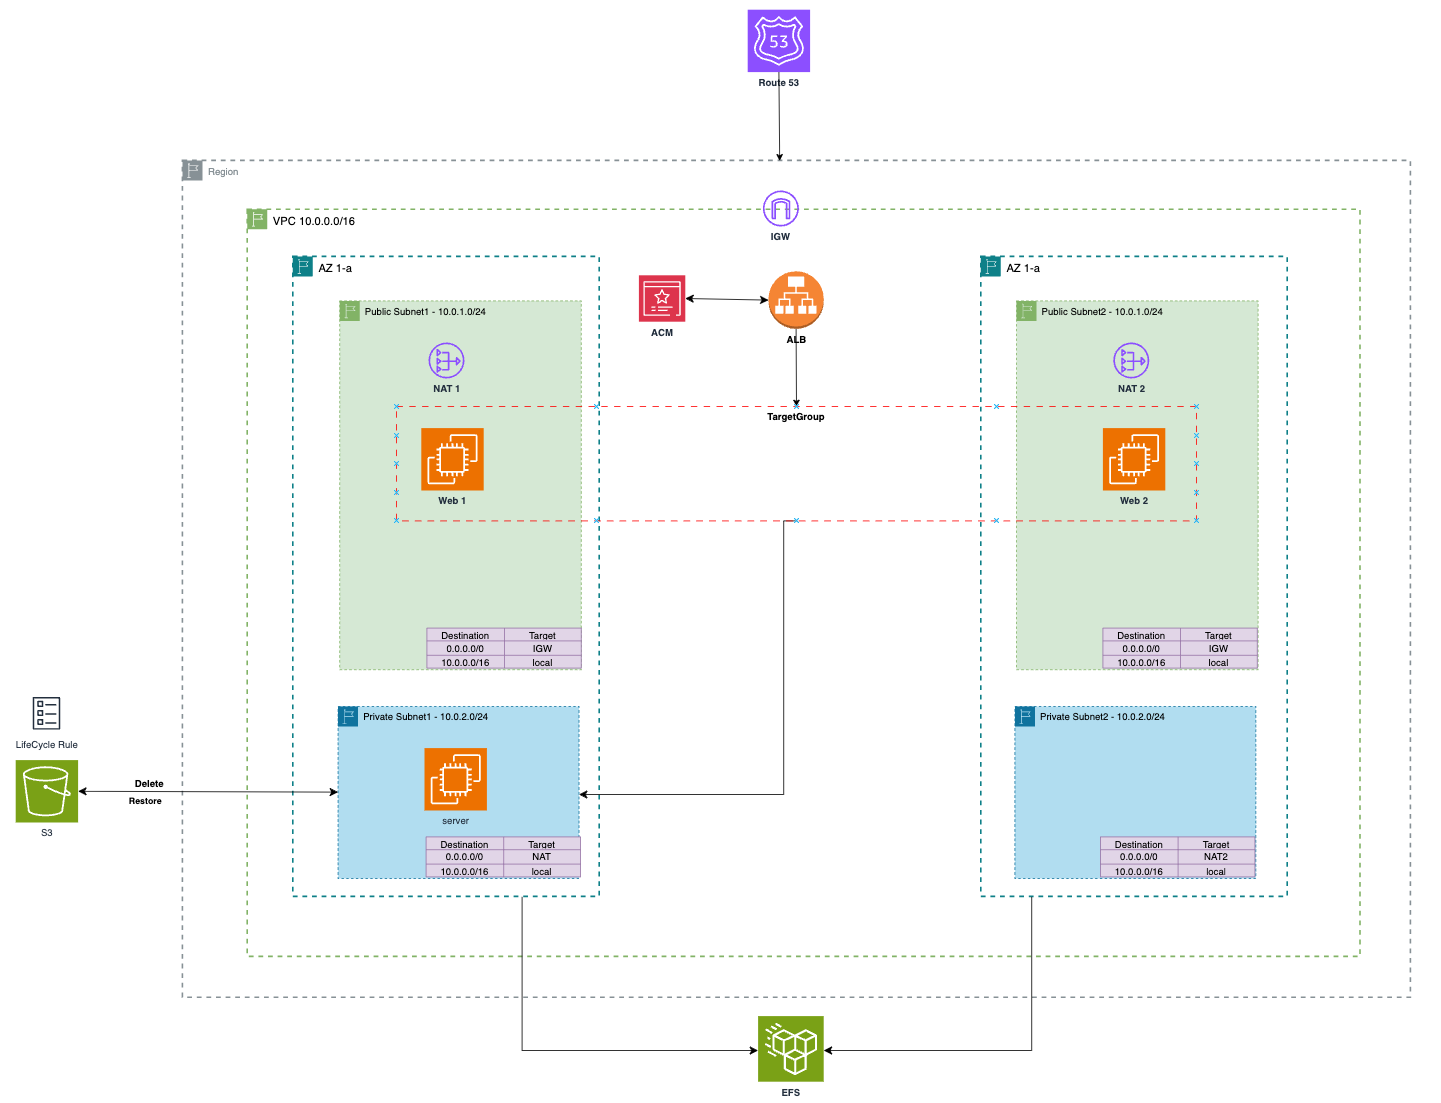 53
Route 53
Region
VPC 10.0.0.0/16
IGW
AZ 1-a
AZ 1-a
Public Subnet1 - 10.0.1.0/24
Public Subnet2 - 10.0.1.0/24
ACM
ALB
NAT 1
NAT 2
TargetGroup
Web 1
Web 2
Destination Target
0.0.0.0/0 IGW
10.0.0.0/16 local
Destination Target
0.0.0.0/0 IGW
10.0.0.0/16 local
Private Subnet1 - 10.0.2.0/24
Private Subnet2 - 10.0.2.0/24
LifeCycle Rule
Delete
Restore
S3
server
Destination Target
0.0.0.0/0 NAT
10.0.0.0/16 local
Destination Target
0.0.0.0/0 NAT2
10.0.0.0/16 local
EFS